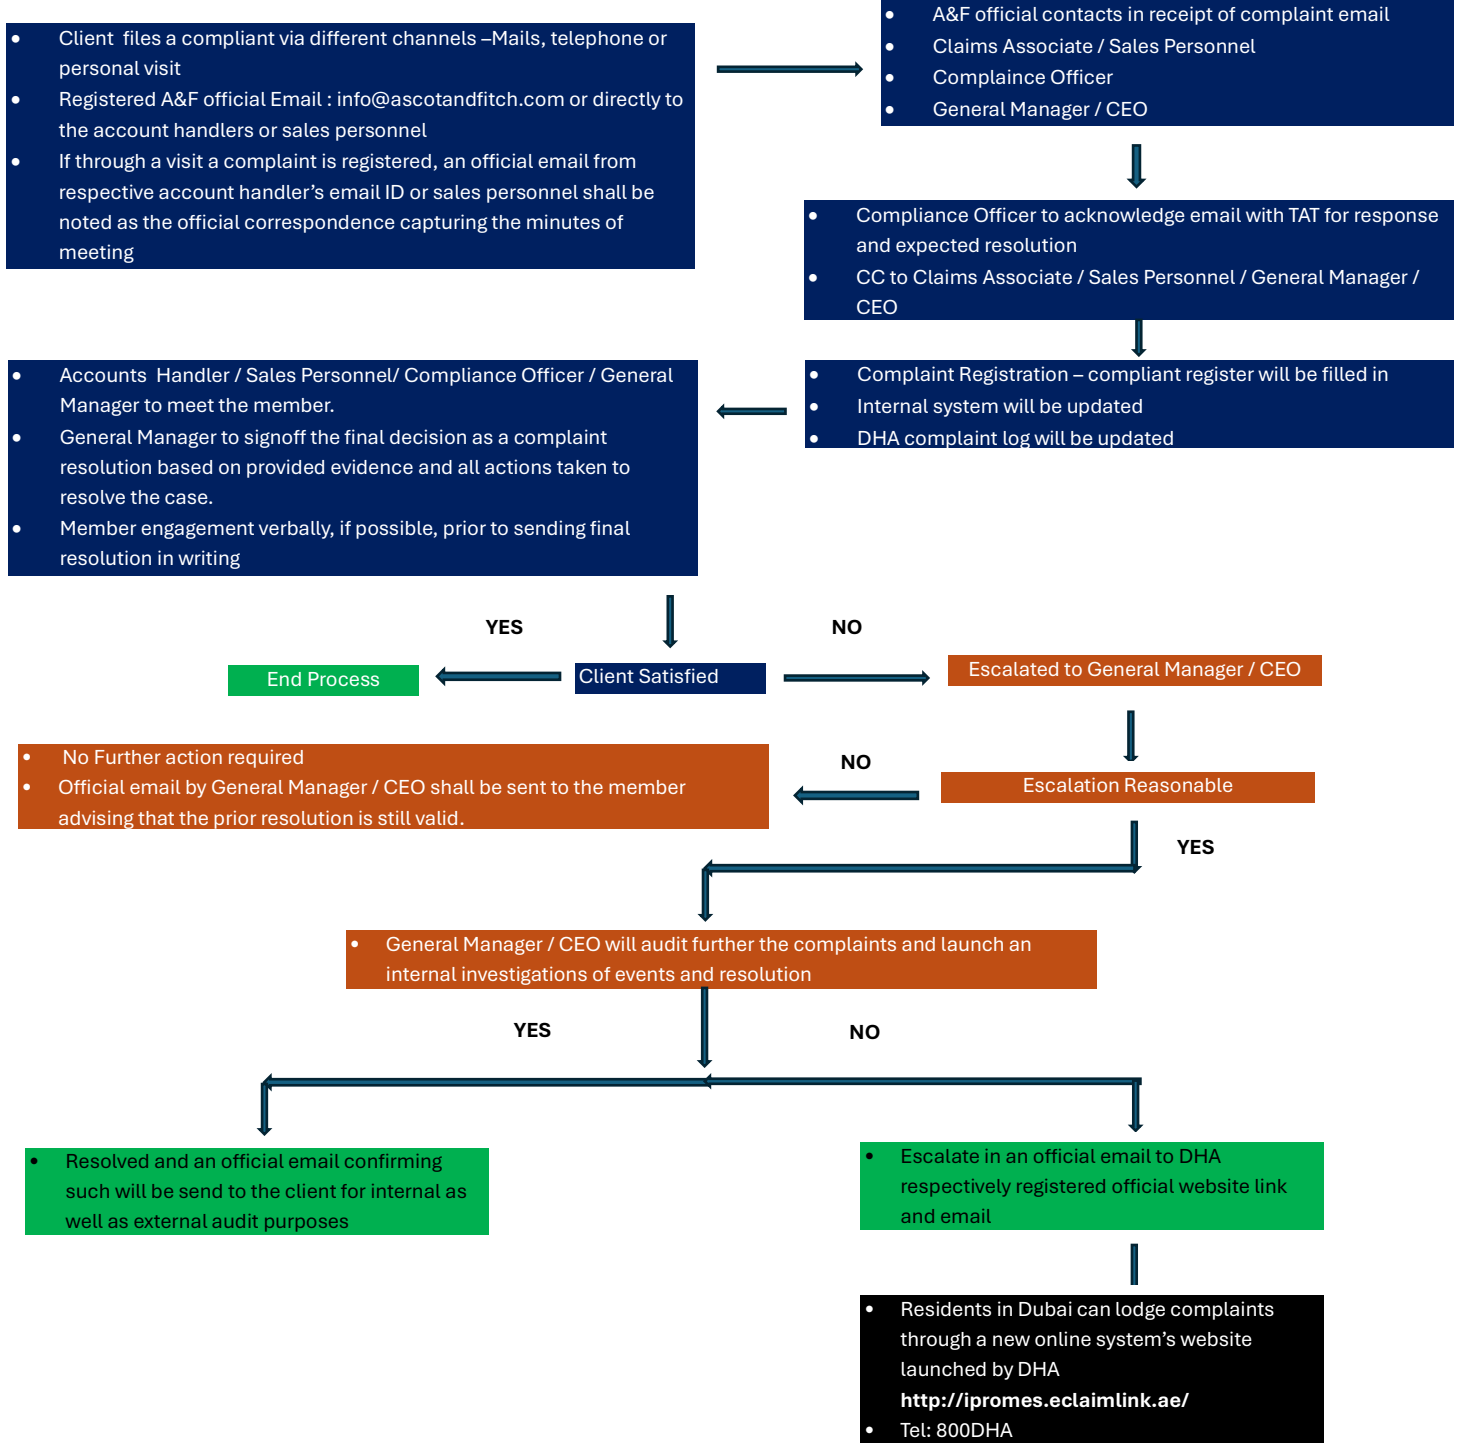 • Client files a compliant via different channels –Mails, telephone or
personal visit
• Registered A&F official Email : info@ascotandfitch.com or directly to
the account handlers or sales personnel
• If through a visit a complaint is registered, an official email from
respective account handler’s email ID or sales personnel shall be
noted as the official correspondence capturing the minutes of
meeting
• A&F official contacts in receipt of complaint email
• Claims Associate / Sales Personnel
• Complaince Officer
• General Manager / CEO
• Compliance Officer to acknowledge email with TAT for response
and expected resolution
• CC to Claims Associate / Sales Personnel / General Manager /
CEO
• Complaint Registration – compliant register will be filled in
• Internal system will be updated
• DHA complaint log will be updated
• Accounts Handler / Sales Personnel/ Compliance Officer / General
Manager to meet the member.
• General Manager to signoff the final decision as a complaint
resolution based on provided evidence and all actions taken to
resolve the case.
• Member engagement verbally, if possible, prior to sending final
resolution in writing
YES
NO
End Process
Client Satisfied
Escalated to General Manager / CEO
• No Further action required
• Official email by General Manager / CEO shall be sent to the member
advising that the prior resolution is still valid.
NO
Escalation Reasonable
YES
• General Manager / CEO will audit further the complaints and launch an
internal investigations of events and resolution
YES
NO
• Resolved and an official email confirming
such will be send to the client for internal as
well as external audit purposes
• Escalate in an official email to DHA
respectively registered official website link
and email
• Residents in Dubai can lodge complaints
through a new online system’s website
launched by DHA
http://ipromes.eclaimlink.ae/
• Tel: 800DHA